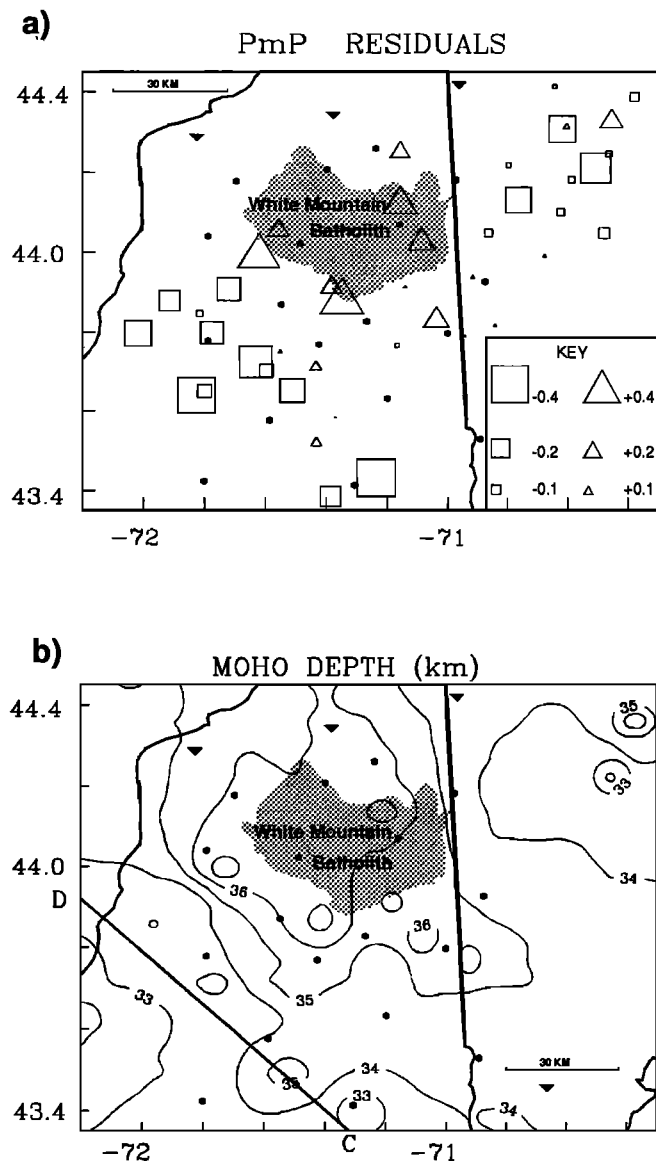 a)
PmP RESIDUALS
44.4
30 KM
White Mountain
Batholith
44.0
KEY
-0.4 +0.4
-0.2 +0.2
-0.1 +0.1
43.4
-72 -71
b)
MOHO DEPTH (km)
44.4
35
33
White Mountain
Batholith
44.0
34
D
36
36
35
33
30 KM
34
35
33
34
43.4
-72 -71
C